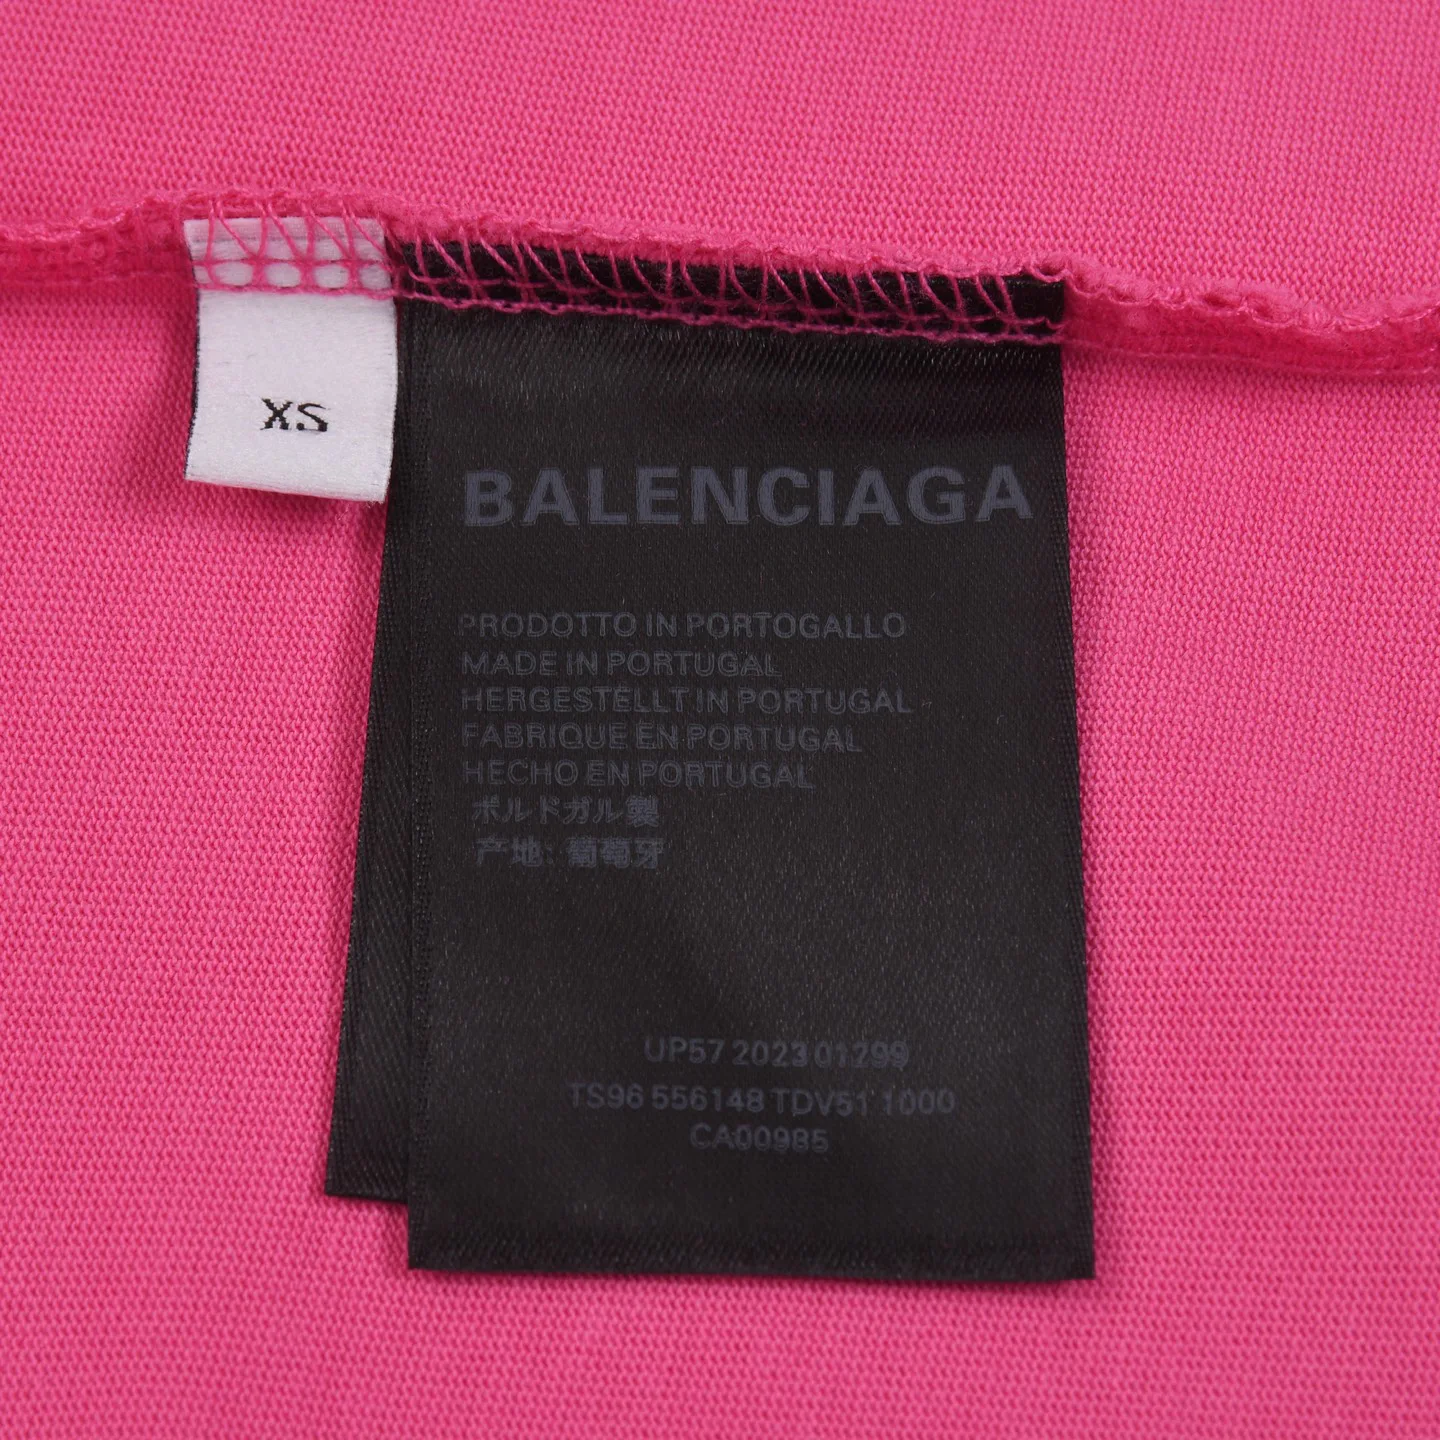 XS
BALENCIAGA
PRODOTTO IN PORTOGALLO
MADE IN PORTUGAL
HERGESTELLT IN PORTUGAL
FABRIQUE EN PORTUGAL
HECHO EN PORTUGAL
ポルドガル製
产地: 葡萄牙
UP57 2023 01299
TS96 556148 TDV51 1000
CA00985